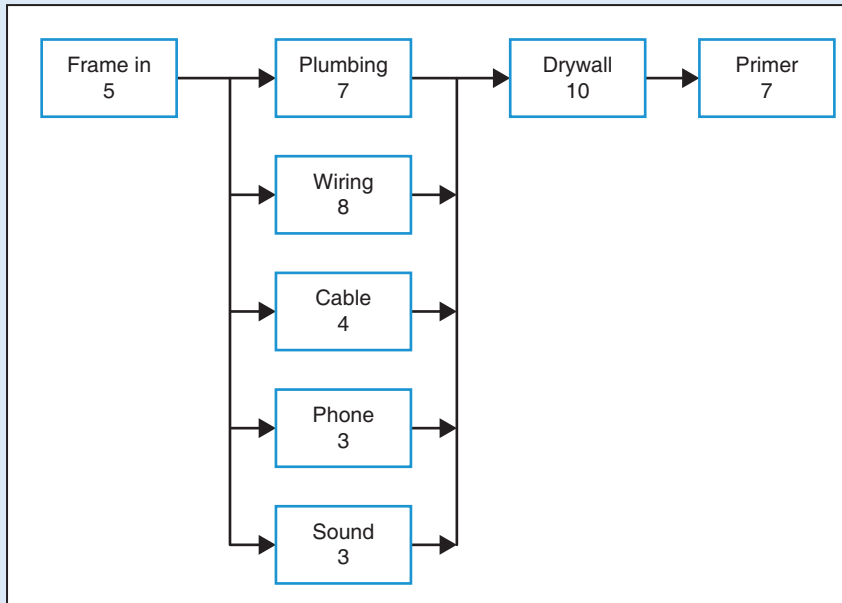 Frame in
5
Plumbing
7
Drywall
10
Primer
7
Wiring
8
Cable
4
Phone
3
Sound
3